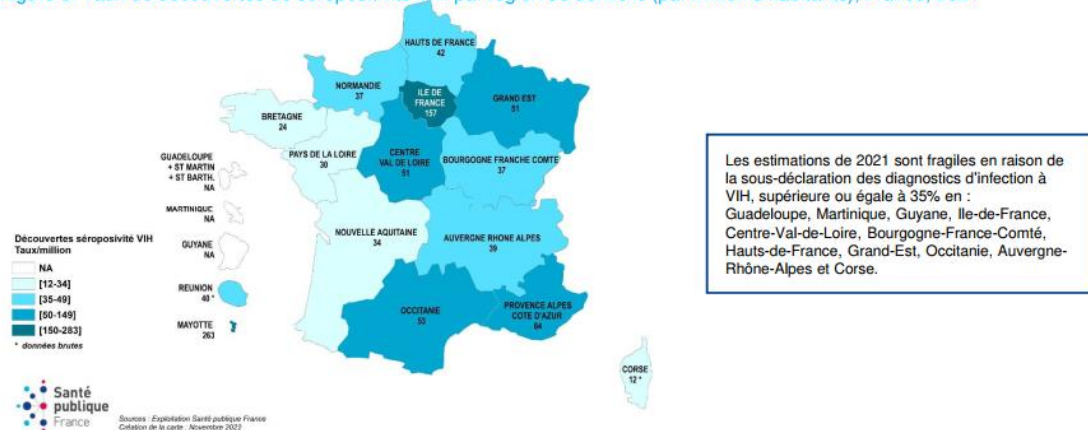 HAUTS DE FRANCE
42
NORMANDIE
37
ILE DE
FRANCE
157
GRAND EST
51
BRETAGNE
24
PAYS DE LA LOIRE
30
CENTRE
VAL DE LOIRE
51
BOURGOGNE FRANCHE COMTÉ
37
GUADELOUPE
+ ST MARTIN
+ ST BARTH.
NA
MARTINIQUE
NA
GUYANE
NA
REUNION
40 *
MAYOTTE
263
NOUVELLE AQUITAINE
34
AUVERGNE RHONE ALPES
39
OCCITANIE
53
PROVENCE ALPES
COTE D'AZUR
64
CORSE
12 *
Découvertes séroposivité VIH
Taux/million
NA
[12-34]
[35-49]
[50-149]
[150-283]
* données brutes
Santé
publique
France
Sources : Exploitation Santé publique France
Création de la carte : Novembre 2022
Les estimations de 2021 sont fragiles en raison de
la sous-déclaration des diagnostics d'infection à
VIH, supérieure ou égale à 35% en :
Guadeloupe, Martinique, Guyane, Ile-de-France,
Centre-Val-de-Loire, Bourgogne-France-Comté,
Hauts-de-France, Grand-Est, Occitanie, Auvergne-
Rhône-Alpes et Corse.